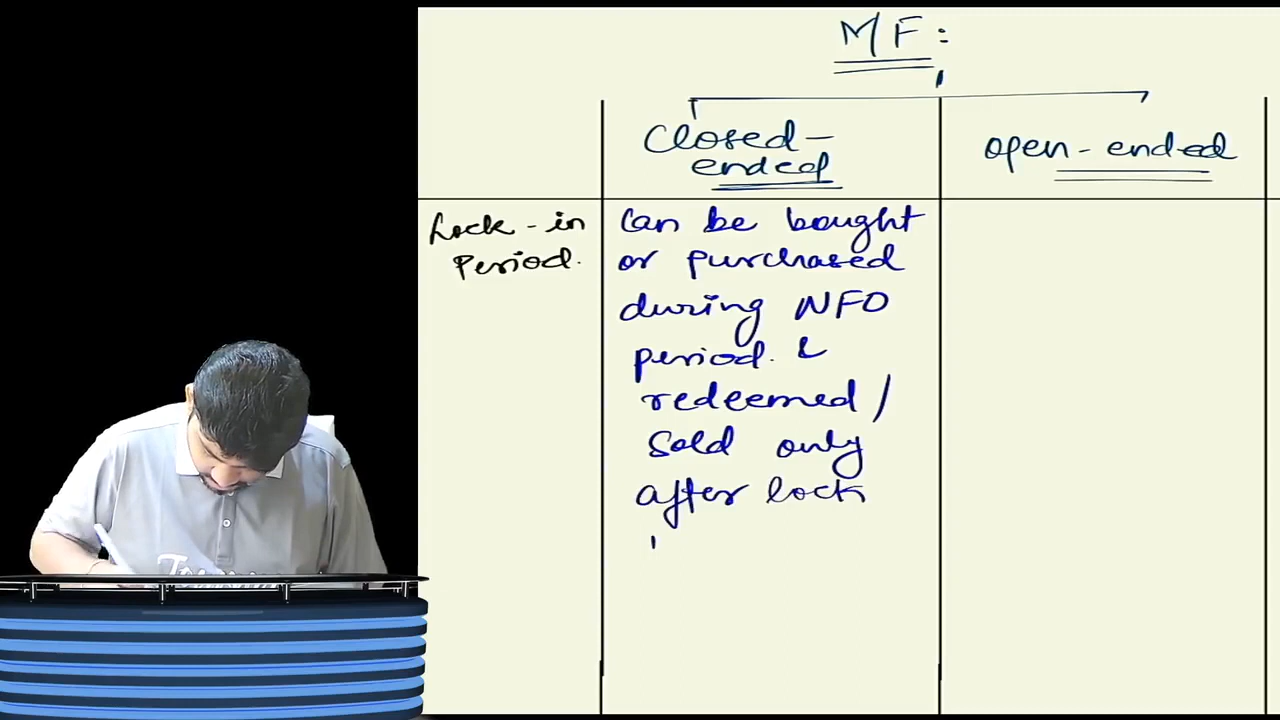 MF:
Closed-
ended
open-ended
Lock-in
Period.
Can be bought
or purchased
during NFO
period. &
redeemed/
Sold only
after lock